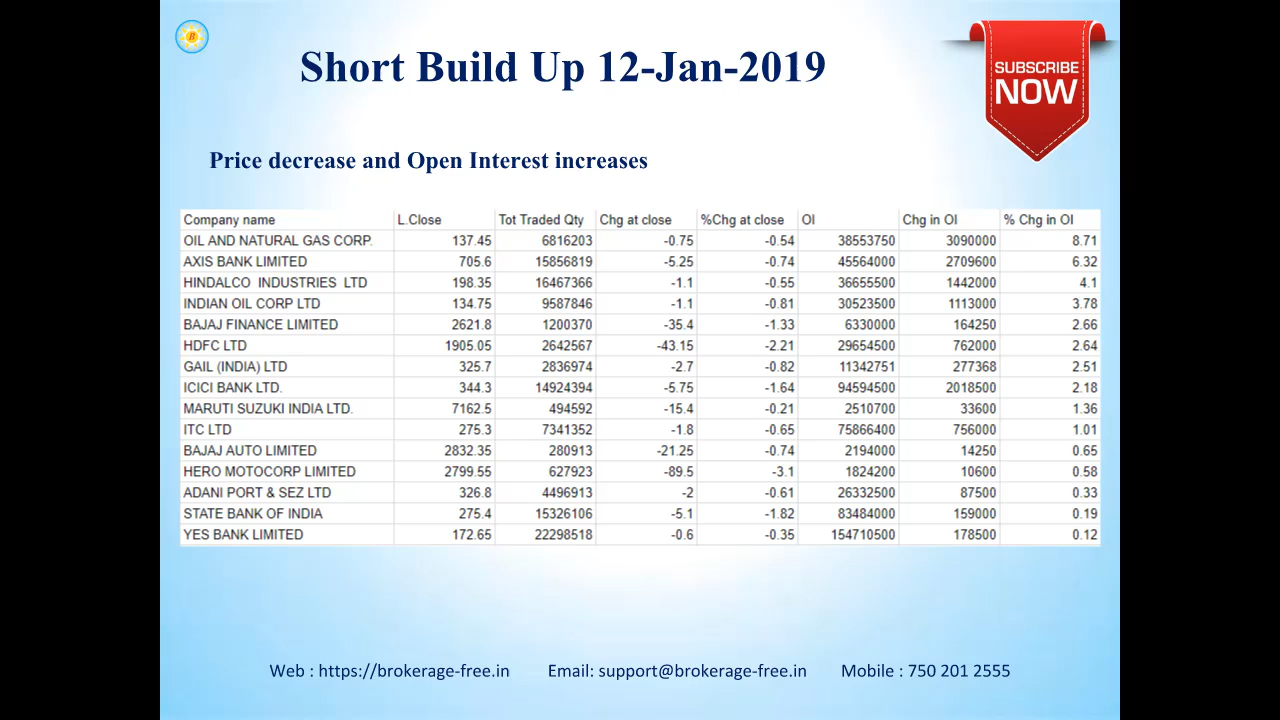 B
Short Build Up 12-Jan-2019
SUBSCRIBE
NOW
Price decrease and Open Interest increases
Company name L.Close Tot Traded Qty Chg at close %Chg at close OI Chg in OI % Chg in OI
OIL AND NATURAL GAS CORP. 137.45 6816203 -0.75 -0.54 38553750 3090000 8.71
AXIS BANK LIMITED 705.6 15856819 -5.25 -0.74 45564000 2709600 6.32
HINDALCO INDUSTRIES LTD 198.35 16467366 -1.1 -0.55 36655500 1442000 4.1
INDIAN OIL CORP LTD 134.75 9587846 -1.1 -0.81 30523500 1113000 3.78
BAJAJ FINANCE LIMITED 2621.8 1200370 -35.4 -1.33 6330000 164250 2.66
HDFC LTD 1905.05 2642567 -43.15 -2.21 29654500 762000 2.64
GAIL (INDIA) LTD 325.7 2836974 -2.7 -0.82 11342751 277368 2.51
ICICI BANK LTD. 344.3 14924394 -5.75 -1.64 94594500 2018500 2.18
MARUTI SUZUKI INDIA LTD. 7162.5 494592 -15.4 -0.21 2510700 33600 1.36
ITC LTD 275.3 7341352 -1.8 -0.65 75866400 756000 1.01
BAJAJ AUTO LIMITED 2832.35 280913 -21.25 -0.74 2194000 14250 0.65
HERO MOTOCORP LIMITED 2799.55 627923 -89.5 -3.1 1824200 10600 0.58
ADANI PORT & SEZ LTD 326.8 4496913 -2 -0.61 26332500 87500 0.33
STATE BANK OF INDIA 275.4 15326106 -5.1 -1.82 83484000 159000 0.19
YES BANK LIMITED 172.65 22298518 -0.6 -0.35 154710500 178500 0.12
Web : https://brokerage-free.in Email: support@brokerage-free.in Mobile : 750 201 2555